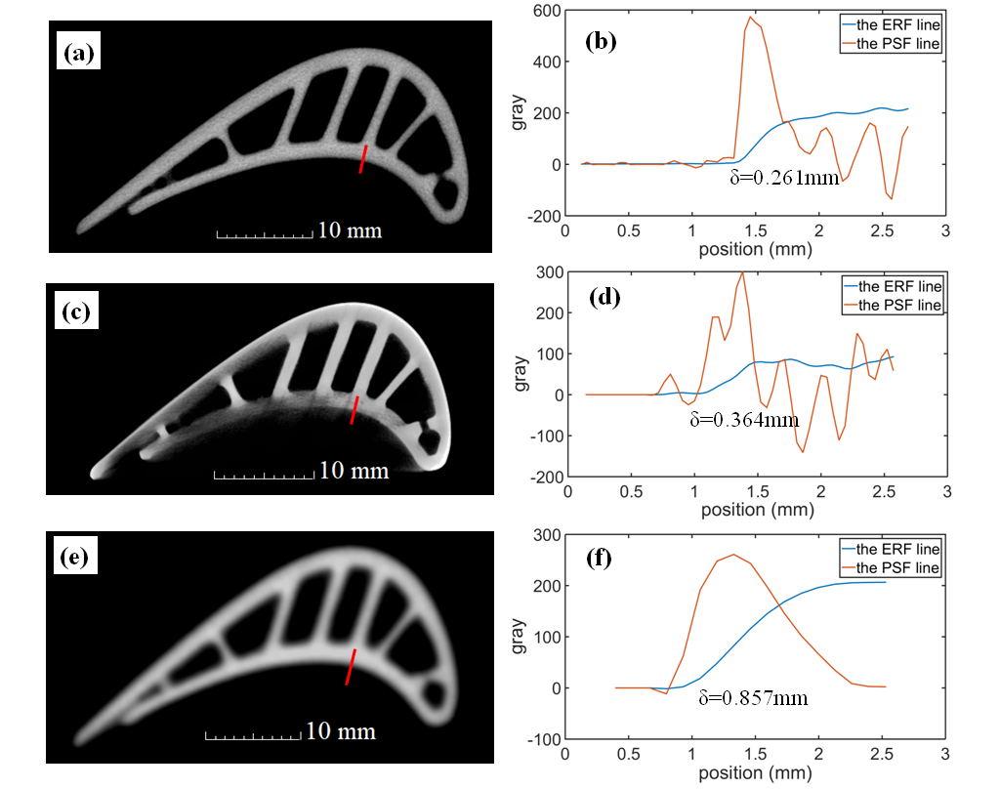 (a)
10 mm
(b)
600
400
200
0
-200
gray
0 0.5 1 1.5 2 2.5 3
position (mm)
the ERF line
the PSF line
δ=0.261mm
(c)
10 mm
(d)
300
200
100
0
-100
-200
gray
0 0.5 1 1.5 2 2.5 3
position (mm)
the ERF line
the PSF line
δ=0.364mm
(e)
10 mm
(f)
300
200
100
0
-100
gray
0 0.5 1 1.5 2 2.5 3
position (mm)
the ERF line
the PSF line
δ=0.857mm